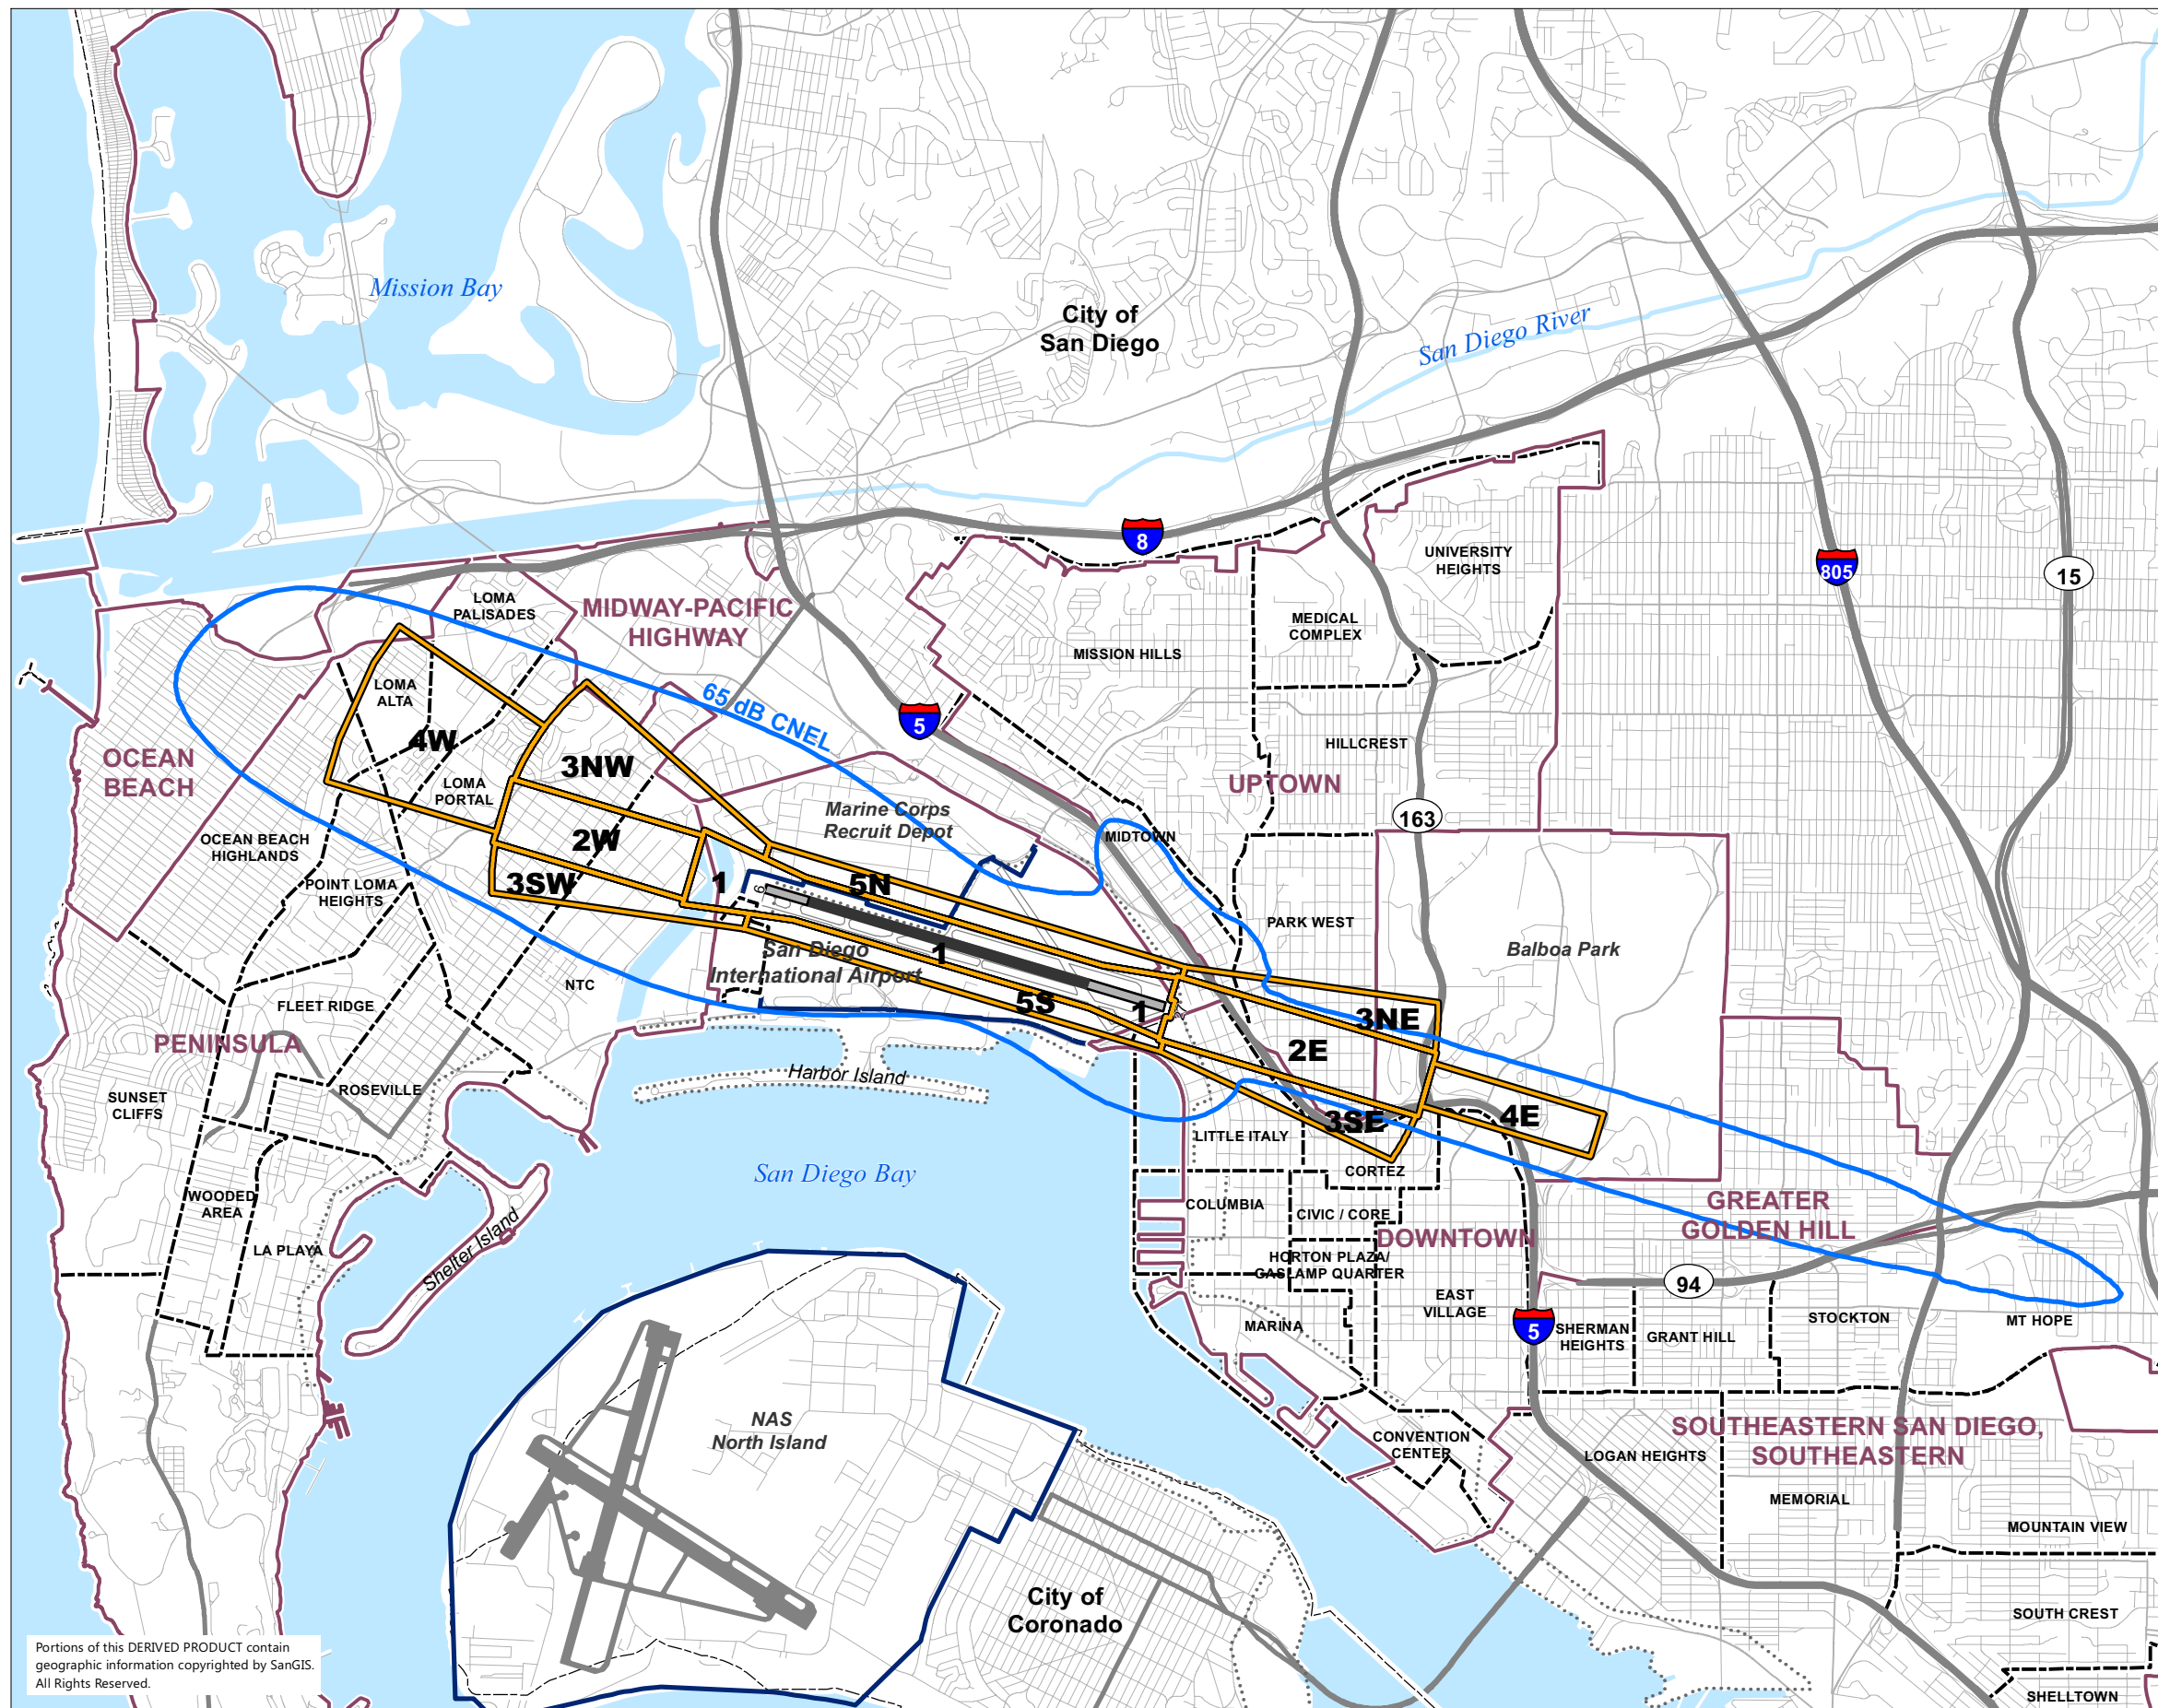 Mission Bay
City of
San Diego
San Diego River
8
805
15
UNIVERSITY
HEIGHTS
LOMA
PALISADES
MIDWAY-PACIFIC
HIGHWAY
MEDICAL
COMPLEX
MISSION HILLS
LOMA
ALTA
65 dB CNEL
5
4W
3NW
HILLCREST
OCEAN
BEACH
LOMA
PORTAL
UPTOWN
Marine Corps
Recruit Depot
163
MIDTOWN
2W
OCEAN BEACH
HIGHLANDS
3SW
1
5N
POINT LOMA
HEIGHTS
9
PARK WEST
Balboa Park
San Diego
International Airport
1
NTC
5S
1
FLEET RIDGE
3NE
PENINSULA
2E
Harbor Island
ROSEVILLE
SUNSET
CLIFFS
4E
3SE
LITTLE ITALY
CORTEZ
San Diego Bay
WOODED
AREA
COLUMBIA
CIVIC / CORE
GREATER
GOLDEN HILL
DOWNTOWN
LA PLAYA
Shelter Island
HORTON PLAZA/
GASLAMP QUARTER
94
EAST
VILLAGE
MARINA
5
SHERMAN
HEIGHTS
GRANT HILL
STOCKTON
MT HOPE
NAS
North Island
CONVENTION
CENTER
SOUTHEASTERN SAN DIEGO,
SOUTHEASTERN
LOGAN HEIGHTS
MEMORIAL
MOUNTAIN VIEW
City of
Coronado
SOUTH CREST
SHELLTOWN
Portions of this DERIVED PRODUCT contain
geographic information copyrighted by SanGIS.
All Rights Reserved.